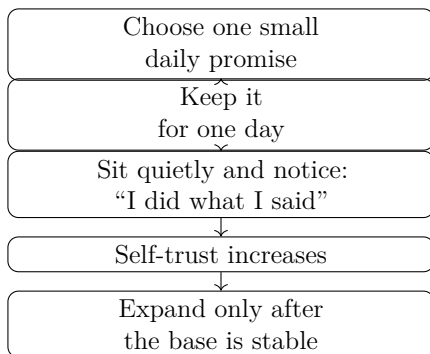 Choose one small
daily promise
Keep it
for one day
Sit quietly and notice:
“I did what I said”
Self-trust increases
Expand only after
the base is stable